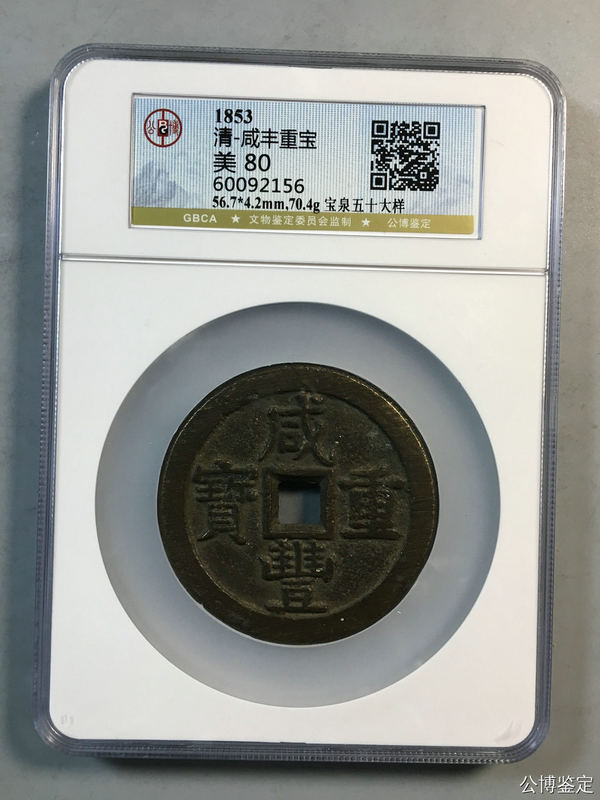 公博
1853
清-咸丰重宝
美 80
60092156
56.7*4.2mm,70.4g 宝泉五十大样
GBCA ★ 文物鉴定委员会监制 ★ 公博鉴定
咸
豐
重
寶
公博鉴定